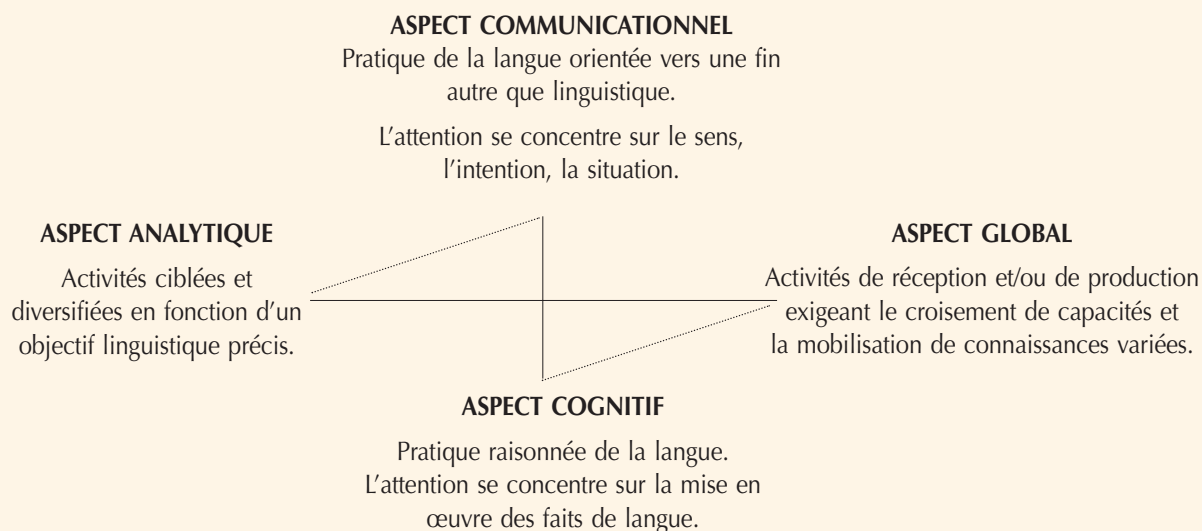 ASPECT COMMUNICATIONNEL
Pratique de la langue orientée vers une fin
autre que linguistique.
L'attention se concentre sur le sens,
l'intention, la situation.
ASPECT ANALYTIQUE
Activités ciblées et
diversifiées en fonction d'un
objectif linguistique précis.
ASPECT GLOBAL
Activités de réception et/ou de production
exigeant le croisement de capacités et
la mobilisation de connaissances variées.
ASPECT COGNITIF
Pratique raisonnée de la langue.
L'attention se concentre sur la mise en
œuvre des faits de langue.